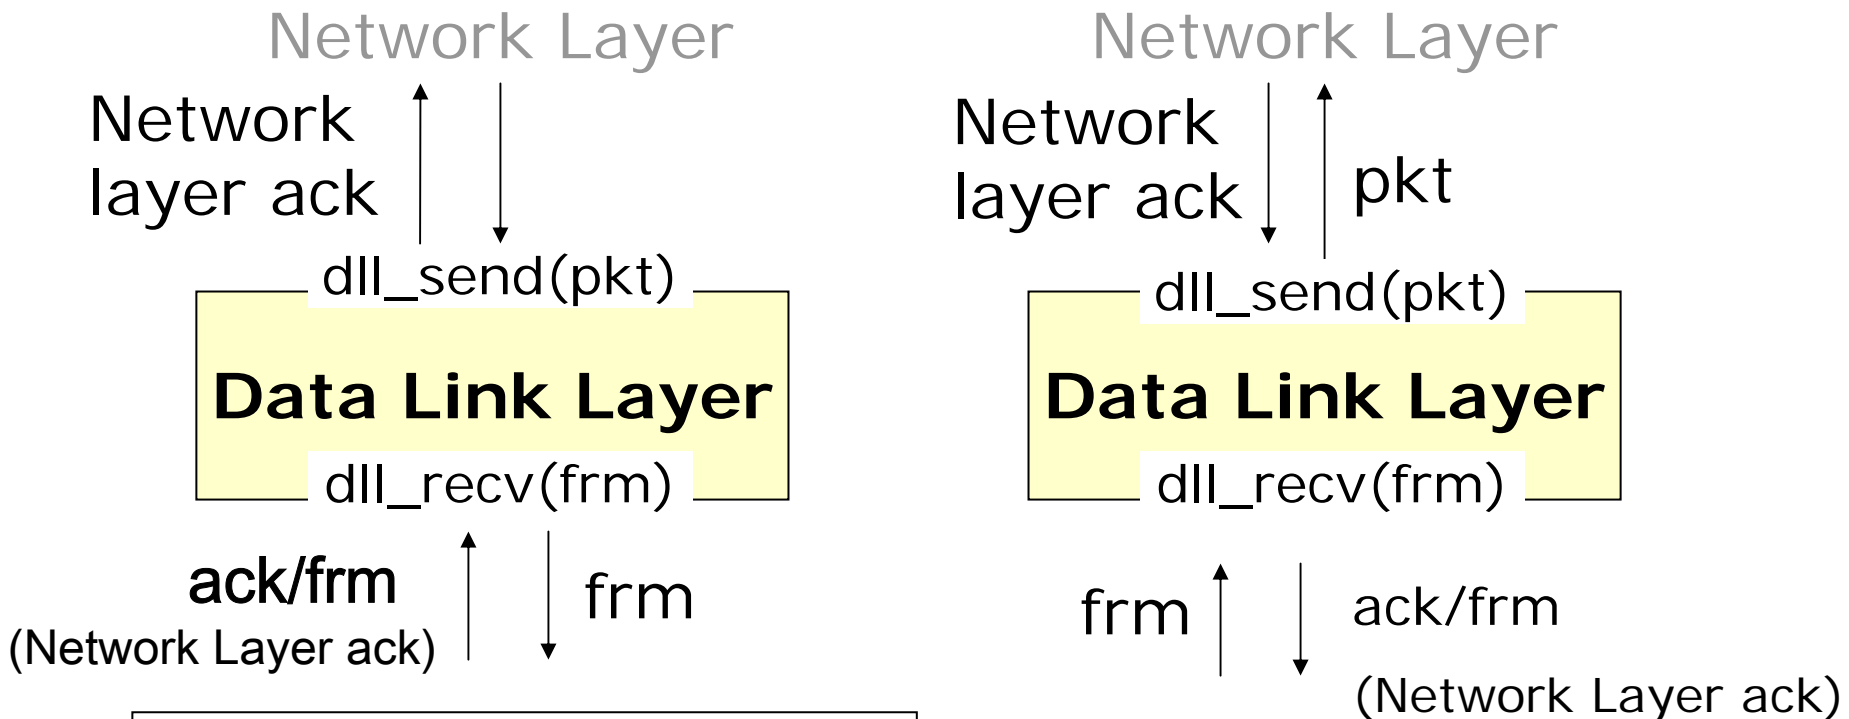 Network Layer
Network
layer ack
dll_send(pkt)
Data Link Layer
dll_recv(frm)
ack/frm
(Network Layer ack)
frm
Network Layer
Network
layer ack
pkt
dll_send(pkt)
Data Link Layer
dll_recv(frm)
frm
ack/frm
(Network Layer ack)